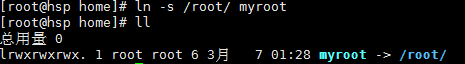 [root@hsp home]# ln -s /root/ myroot
[root@hsp home]# ll
总用量 0
lrwxrwxrwx. 1 root root 6 3月   7 01:28 myroot -> /root/